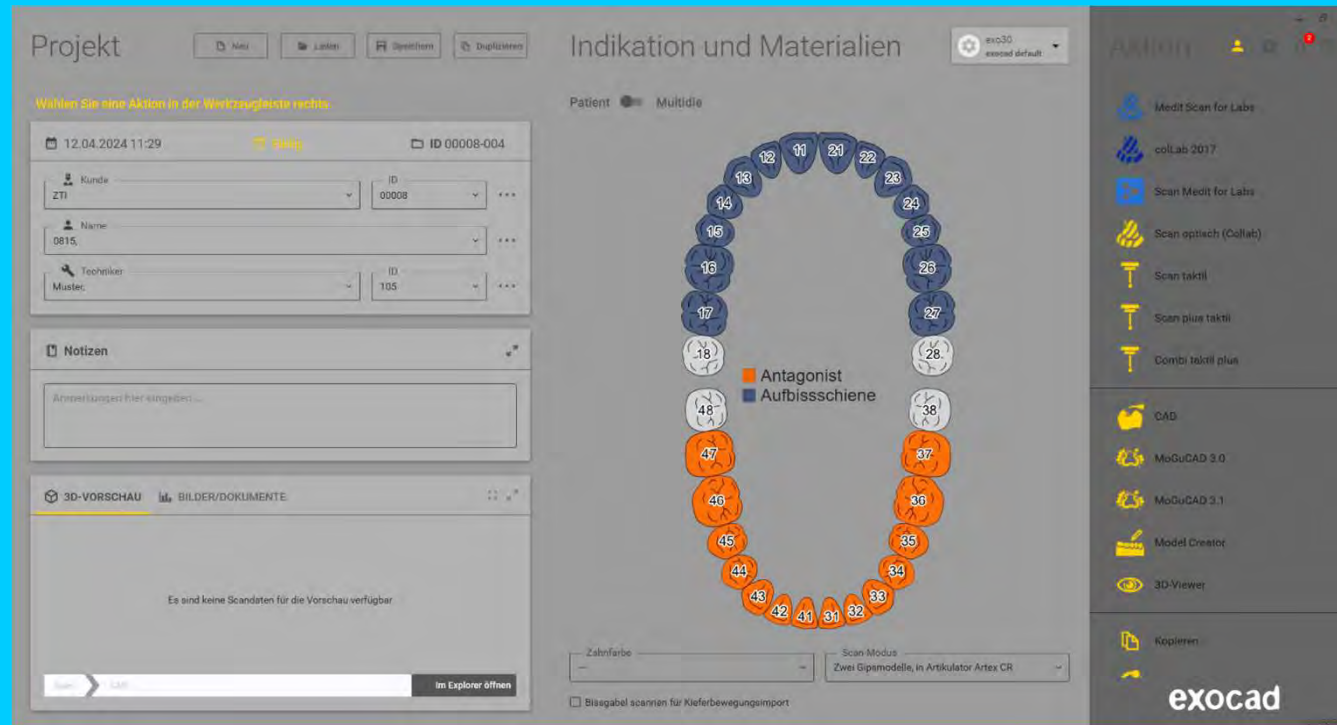 Projekt
Neu
Listen
Speichern
Duplizieren
Wählen Sie eine Aktion in der Werkzeugleiste rechts.
12.04.2024 11:29
ID 00008-004
Kunde
ZTI
ID
00008
Name
0815,
Techniker
Muster,
ID
105
Notizen
Anmerkungen hier eingeben ...
3D-VORSCHAU
BILDER/DOKUMENTE
Es sind keine Scandaten für die Vorschau verfügbar
CAD
Im Explorer öffnen
Indikation und Materialien
exo30
exocad default
Patient
Multidie
11 21
12 22
13 23
14 24
15 25
16 26
17 27
18 28
Antagonist
Aufbissschiene
48 38
47 37
46 36
45 35
44 34
43 33
42 32
41 31
Zahnfarbe
---
Scan-Modus
Zwei Gipsmodelle, in Artikulator Artex CR
Bissgabel scannen für Kieferbewegungsimport
Aktion
2
Medit Scan for Labs
colLab 2017
Scan Medit for Labs
Scan optisch (Collab)
Scan taktil
Scan plus taktil
Combi taktil plus
CAD
MoGuCAD 3.0
MoGuCAD 3.1
Model Creator
3D-Viewer
Kopieren
exocad